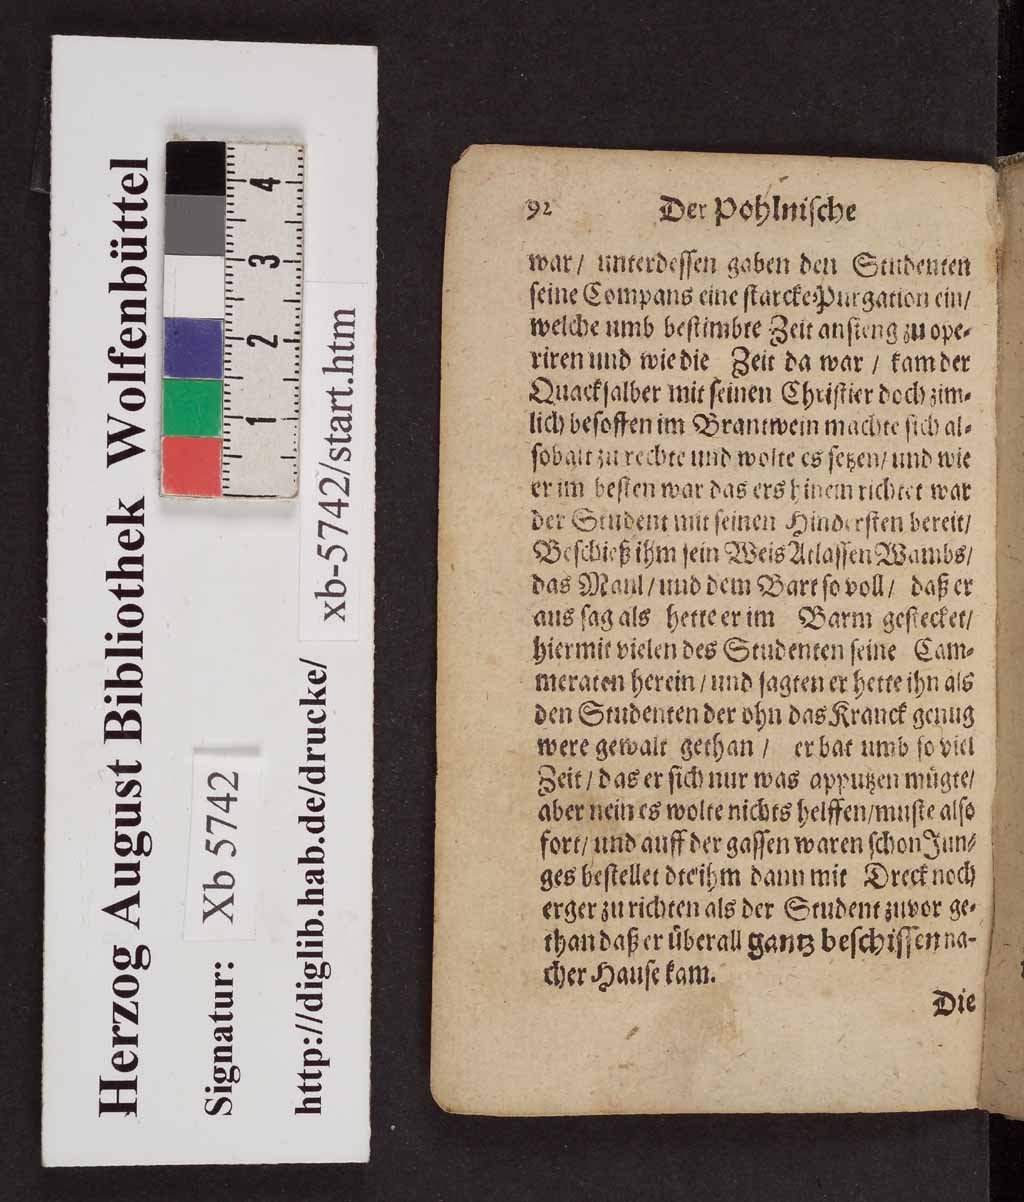 Herzog August Bibliothek Wolfenbüttel
Signatur: Xb 5742
http://diglib.hab.de/drucke/ xb-5742/start.htm
1 2 3 4
92 Der Pohlnische
war/ unterdessen gaben den Studenten
seine Compans eine starcke Purgation ein/
welche umb bestimbte Zeit anfieng zu ope-
riren und wie die Zeit da war / kam der
Quacksalber mit seinen Christier doch zim-
lich besoffen im Brantwein machte sich al-
sobalt zu rechte und wolte es setzen/ und wie
er im besten war das ers hinein richtet war
der Student mit seinen Hindersten bereit/
Beschieß ihm sein Weis Atlassen Wambs/
das Maul/ und dem Bart so voll/ daß er
aus sag als hette er im Barm gestecket/
hiermit vielen des Studenten seine Cam-
meraten herein / und sagten er hette ihn als
den Studenten der ohn das Kranck genug
were gewalt gethan / er bat umb so viel
Zeit / das er sich nur was apputzen mügte/
aber nein es wolte nichts helffen/ muste also
fort/ und auff der gassen waren schon Jun-
ges bestellet die ihm dann mit Dreck noch
erger zu richten als der Student zuvor ge-
than daß er überall gantz beschissen na-
cher Hause kam.
Die